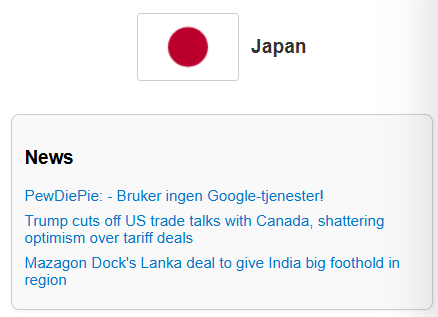 Japan
News
PewDiePie: - Bruker ingen Google-tjenester!
Trump cuts off US trade talks with Canada, shattering
optimism over tariff deals
Mazagon Dock's Lanka deal to give India big foothold in
region